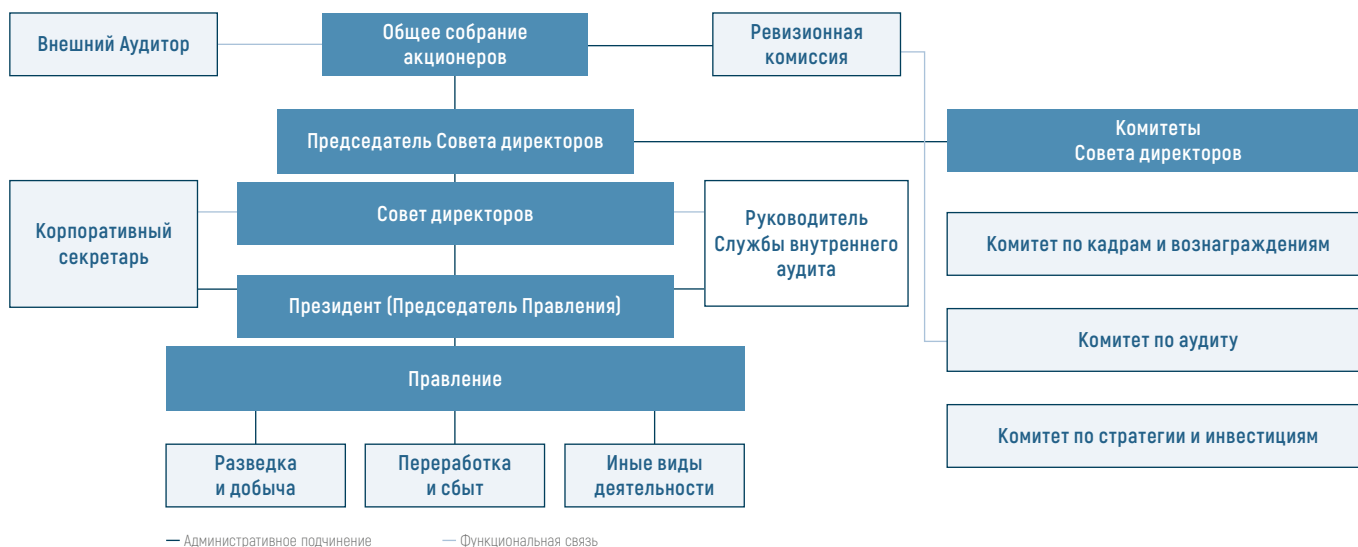 Внешний Аудитор
Общее собрание
акционеров
Ревизионная
комиссия
Председатель Совета директоров
Комитеты
Совета директоров
Корпоративный
секретарь
Совет директоров
Руководитель
Службы внутреннего
аудита
Комитет по кадрам и вознаграждениям
Президент (Председатель Правления)
Комитет по аудиту
Правление
Комитет по стратегии и инвестициям
Разведка
и добыча
Переработка
и сбыт
Иные виды
деятельности
— Административное подчинение
— Функциональная связь